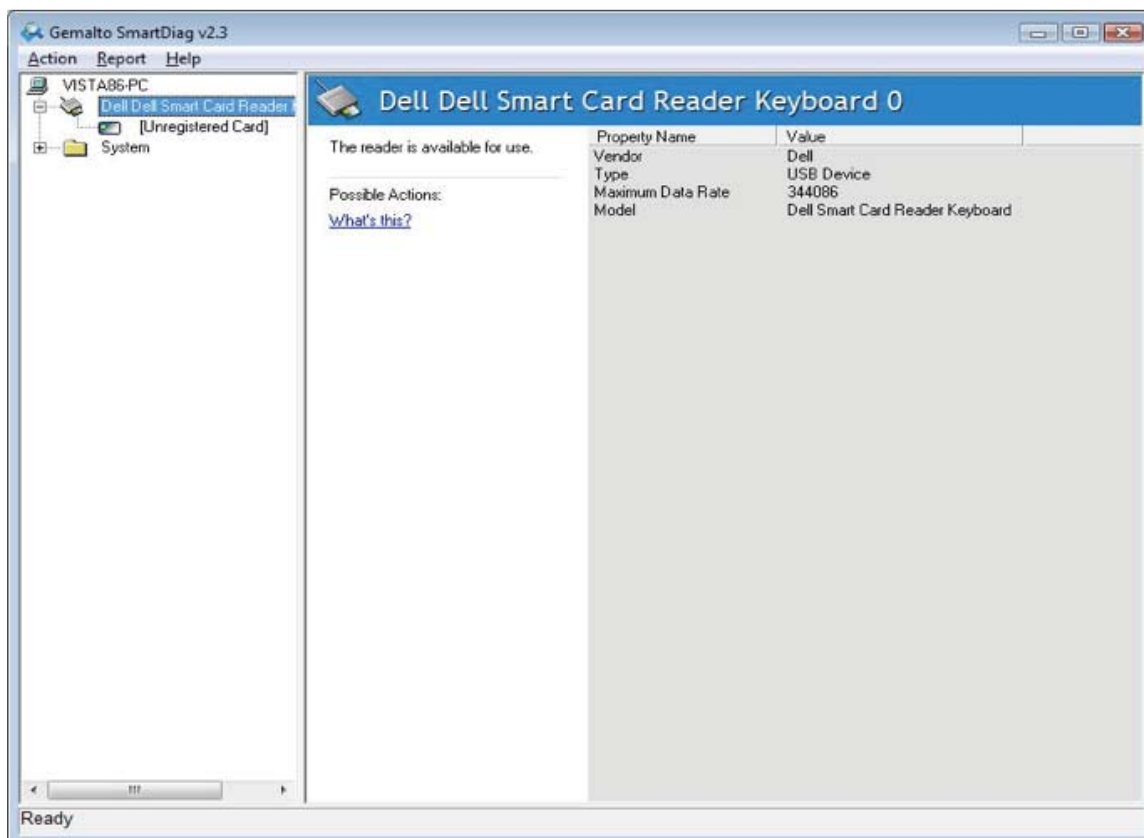 Gemalto SmartDiag v2.3
Action Report Help
VISTA86-PC
Dell Dell Smart Card Reader
[Unregistered Card]
System
Dell Dell Smart Card Reader Keyboard 0
The reader is available for use.
Possible Actions:
What's this?
Property Name Value
Vendor Dell
Type USB Device
Maximum Data Rate 344086
Model Dell Smart Card Reader Keyboard
Ready